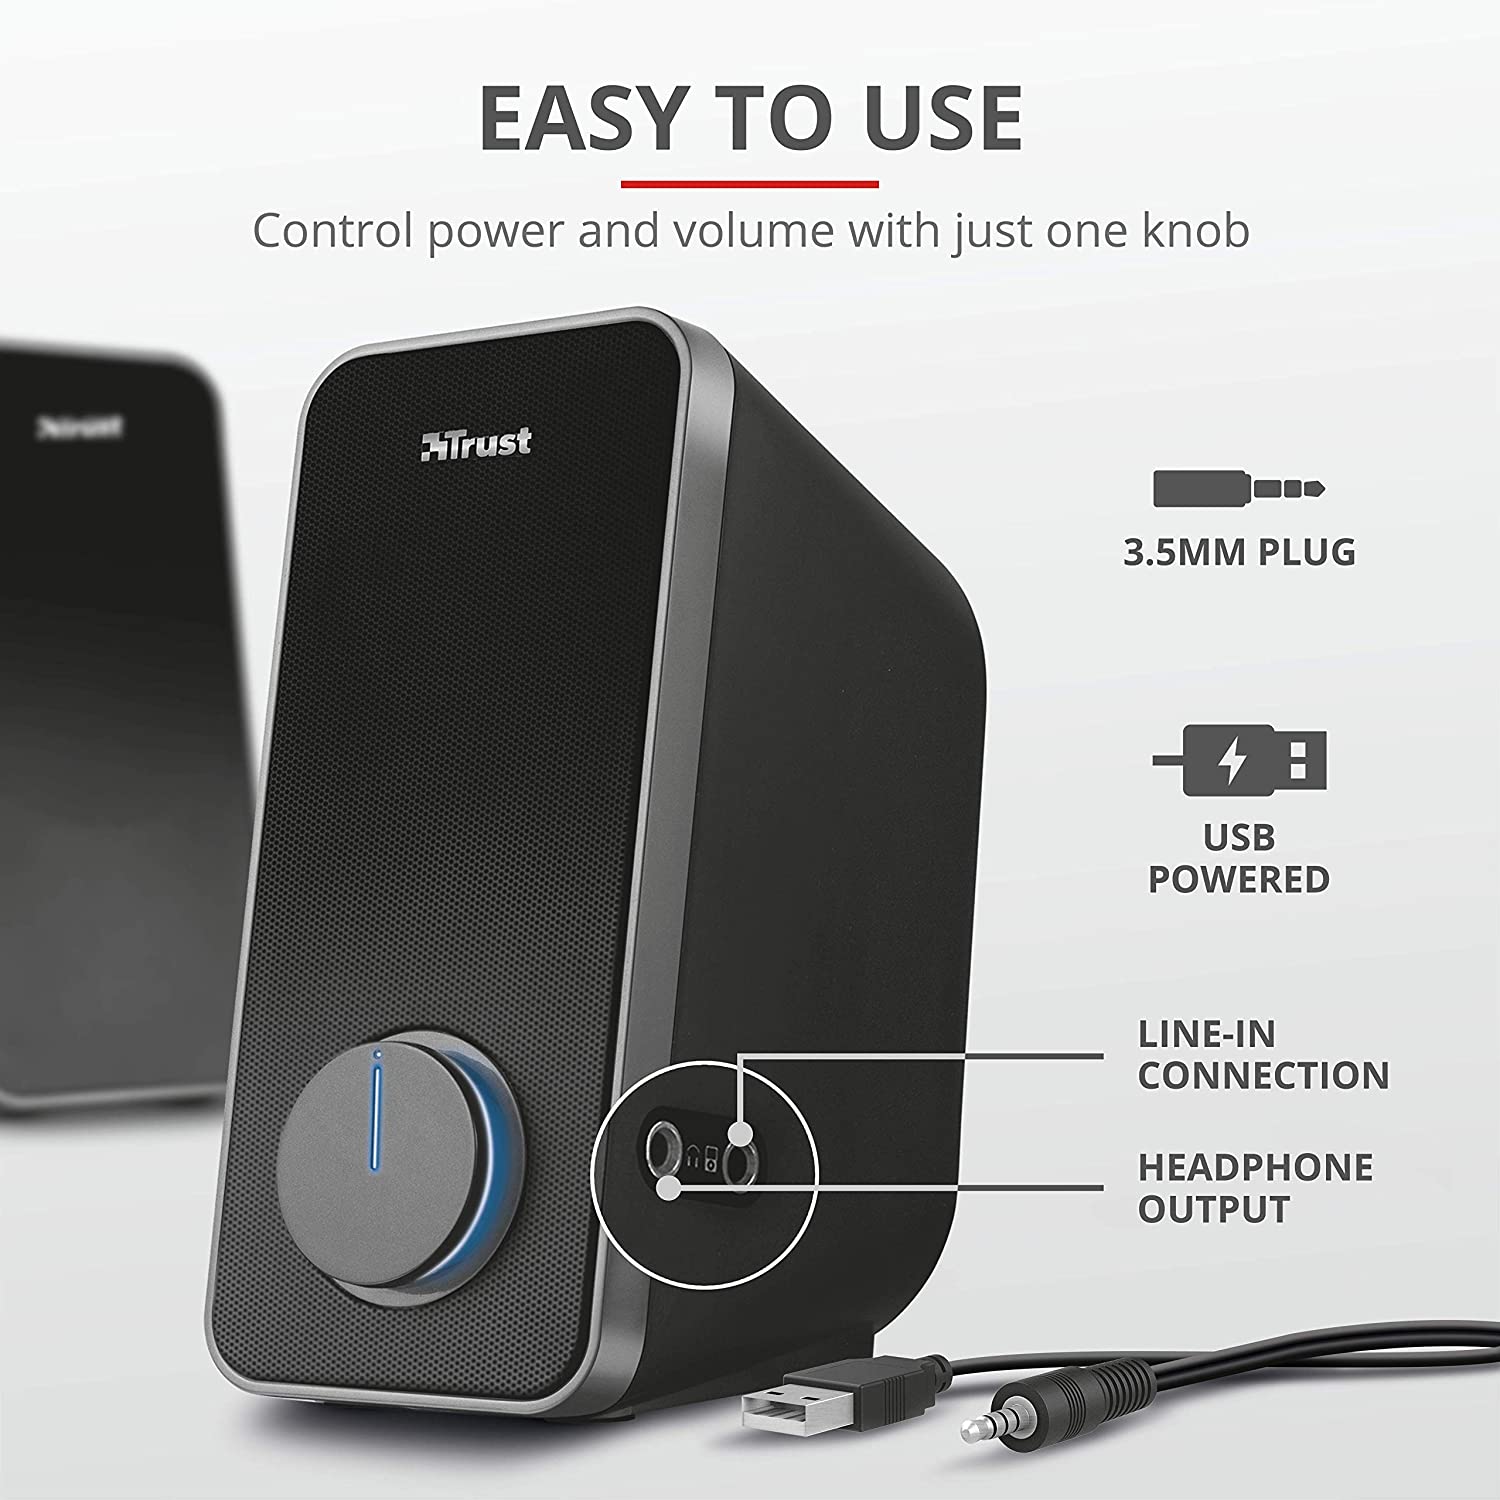 EASY TO USE
Control power and volume with just one knob
Trust
Trust
3.5MM PLUG
USB
POWERED
LINE-IN
CONNECTION
HEADPHONE
OUTPUT